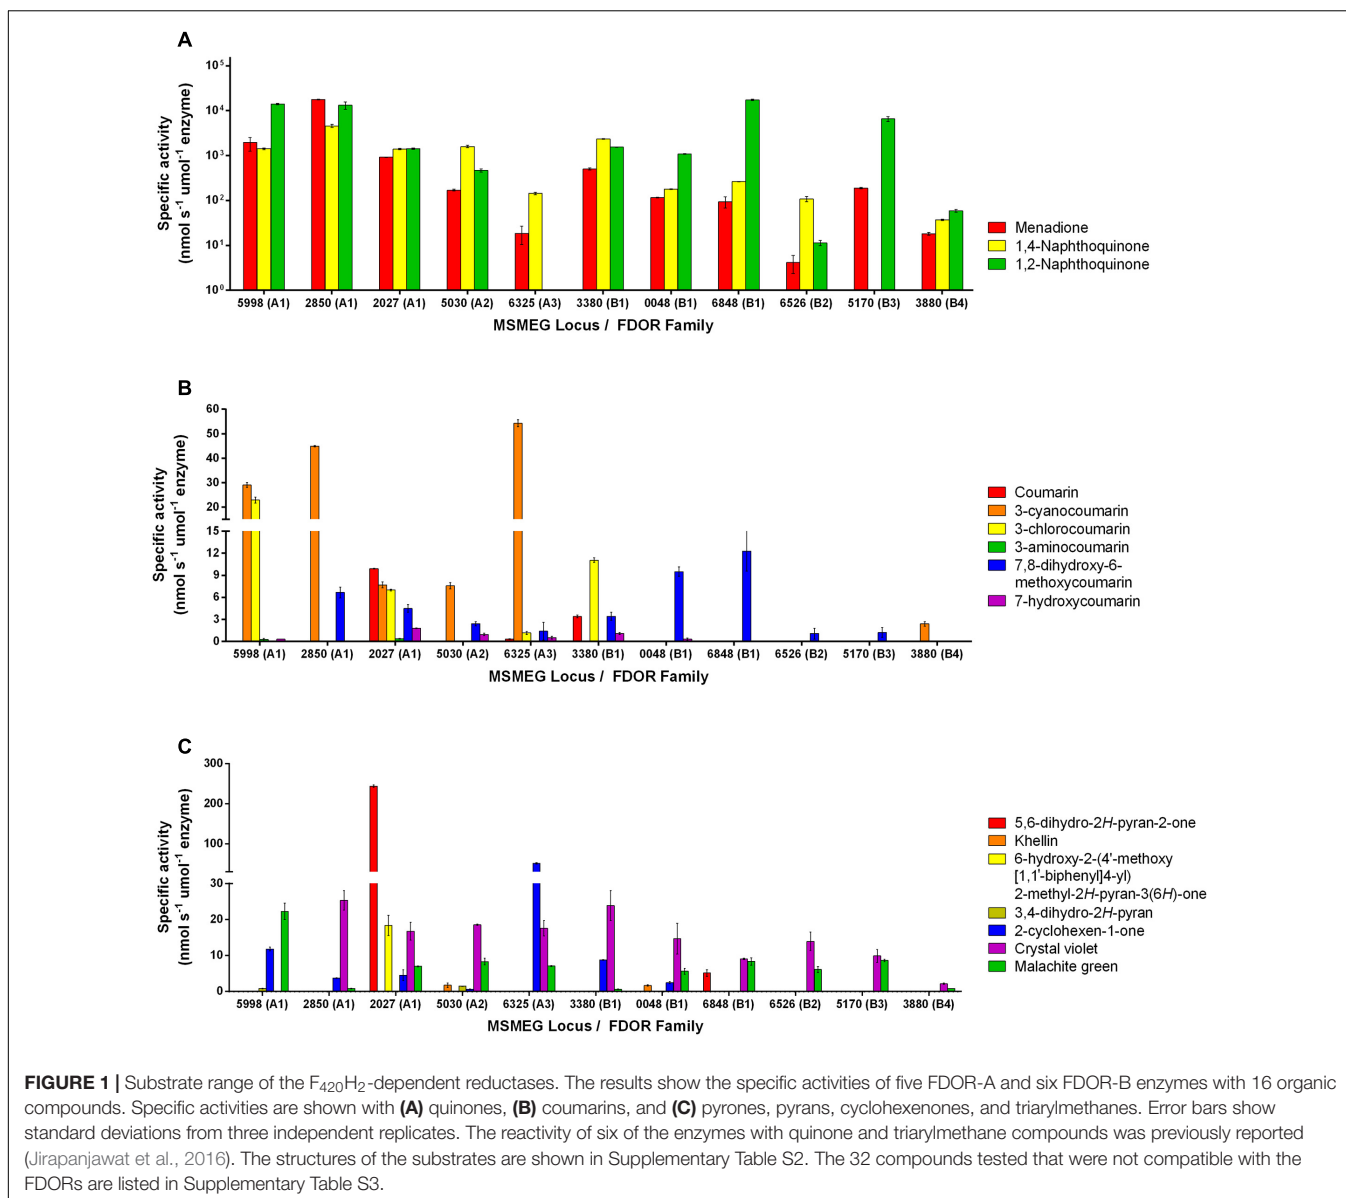 A
Specific activity
(nmol s⁻¹ umol⁻¹ enzyme)
10⁵
10⁴
10³
10²
10¹
10⁰
5998 (A1) 2850 (A1) 2027 (A1) 5030 (A2) 6325 (A3) 3380 (B1) 0048 (B1) 6848 (B1) 6526 (B2) 5170 (B3) 3880 (B4)
MSMEG Locus / FDOR Family
Menadione
1,4-Naphthoquinone
1,2-Naphthoquinone
B
Specific activity
(nmol s⁻¹ umol⁻¹ enzyme)
60
50
40
30
20
15
12
9
6
3
0
5998 (A1) 2850 (A1) 2027 (A1) 5030 (A2) 6325 (A3) 3380 (B1) 0048 (B1) 6848 (B1) 6526 (B2) 5170 (B3) 3880 (B4)
MSMEG Locus / FDOR Family
Coumarin
3-cyanocoumarin
3-chlorocoumarin
3-aminocoumarin
7,8-dihydroxy-6-
methoxycoumarin
7-hydroxycoumarin
C
Specific activity
(nmol s⁻¹ umol⁻¹ enzyme)
300
200
100
30
20
10
0
5998 (A1) 2850 (A1) 2027 (A1) 5030 (A2) 6325 (A3) 3380 (B1) 0048 (B1) 6848 (B1) 6526 (B2) 5170 (B3) 3880 (B4)
MSMEG Locus / FDOR Family
5,6-dihydro-2H-pyran-2-one
Khellin
6-hydroxy-2-(4'-methoxy
[1,1'-biphenyl]4-yl)
2-methyl-2H-pyran-3(6H)-one
3,4-dihydro-2H-pyran
2-cyclohexen-1-one
Crystal violet
Malachite green
FIGURE 1 | Substrate range of the F₄₂₀H₂-dependent reductases. The results show the specific activities of five FDOR-A and six FDOR-B enzymes with 16 organic
compounds. Specific activities are shown with (A) quinones, (B) coumarins, and (C) pyrones, pyrans, cyclohexenones, and triarylmethanes. Error bars show
standard deviations from three independent replicates. The reactivity of six of the enzymes with quinone and triarylmethane compounds was previously reported
(Jirapanjawat et al., 2016). The structures of the substrates are shown in Supplementary Table S2. The 32 compounds tested that were not compatible with the
FDORs are listed in Supplementary Table S3.